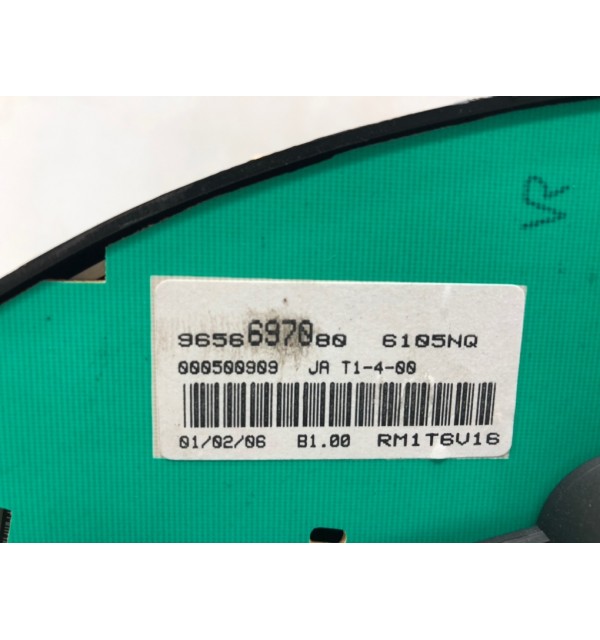 VR
9656697080 6105NQ
000500909 JA T1-4-00
01/02/06 B1.00 RM1T6V16